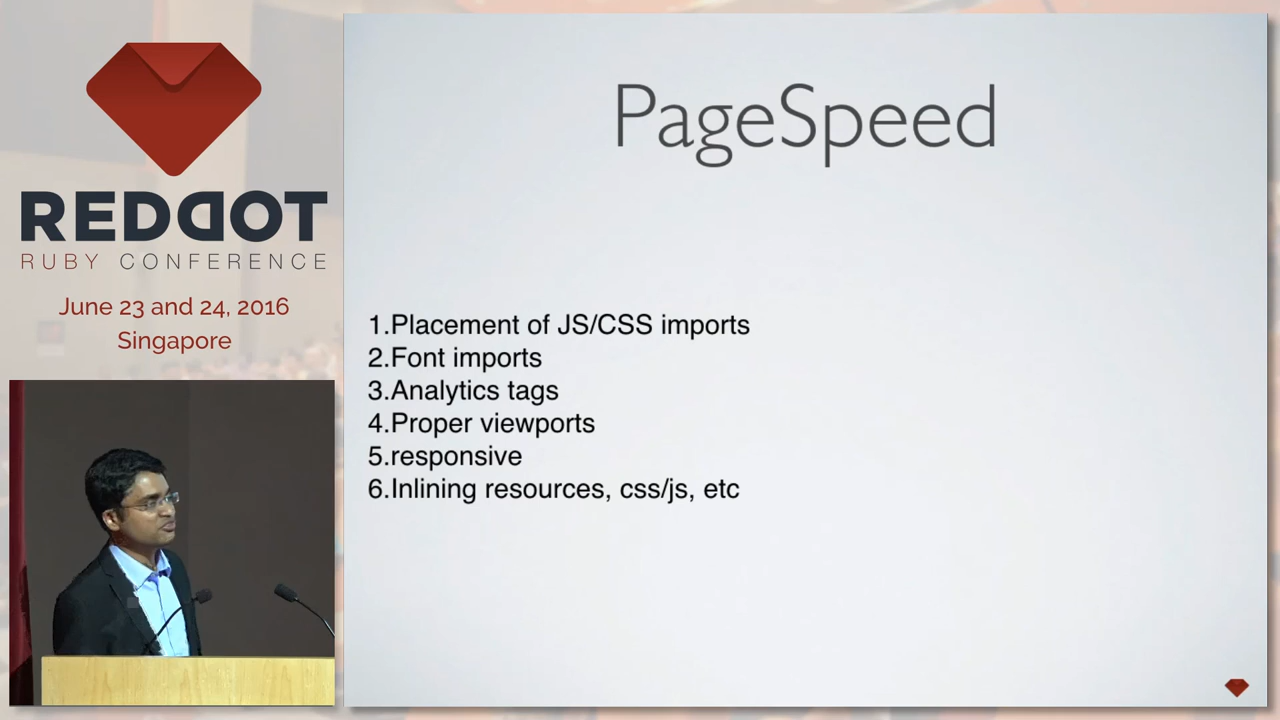 REDDOT
RUBY CONFERENCE
June 23 and 24, 2016
Singapore
PageSpeed
1.Placement of JS/CSS imports
2.Font imports
3.Analytics tags
4.Proper viewports
5.responsive
6.Inlining resources, css/js, etc